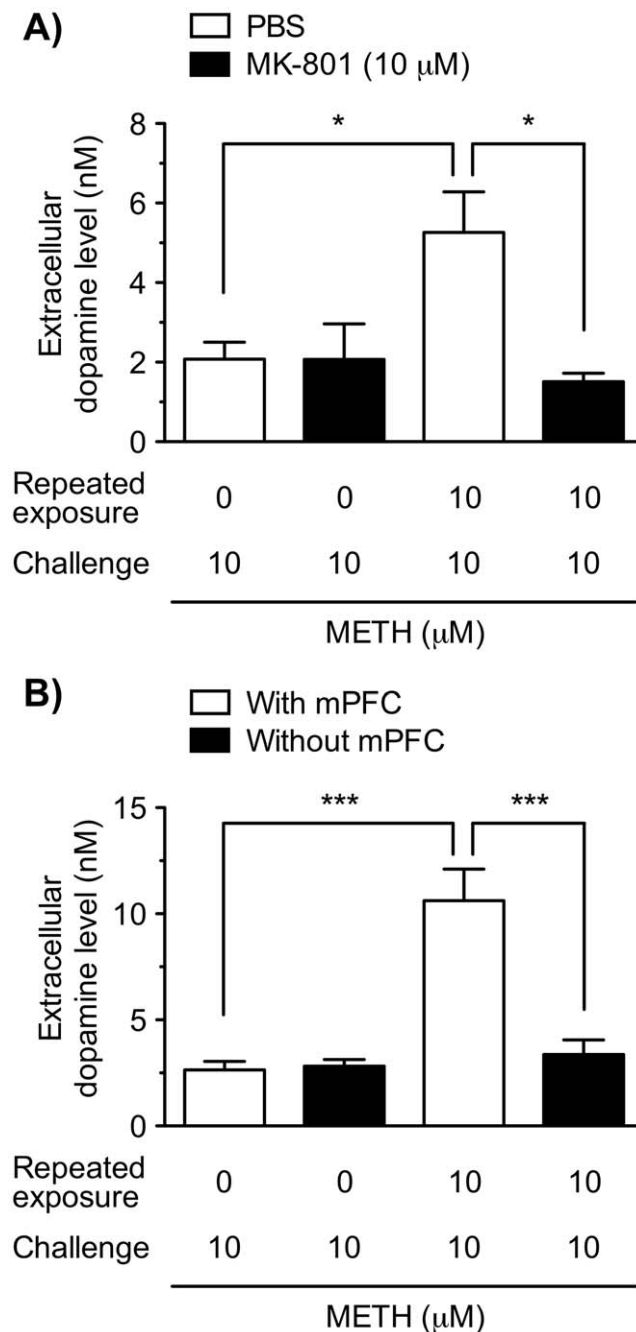 A)
PBS
MK-801 (10 μM)
* *
Extracellular
dopamine level (nM)
8
6
4
2
0
Repeated
exposure
0 0 10 10
Challenge 10 10 10 10
METH (μM)
B)
With mPFC
Without mPFC
*** ***
Extracellular
dopamine level (nM)
15
10
5
0
Repeated
exposure
0 0 10 10
Challenge 10 10 10 10
METH (μM)